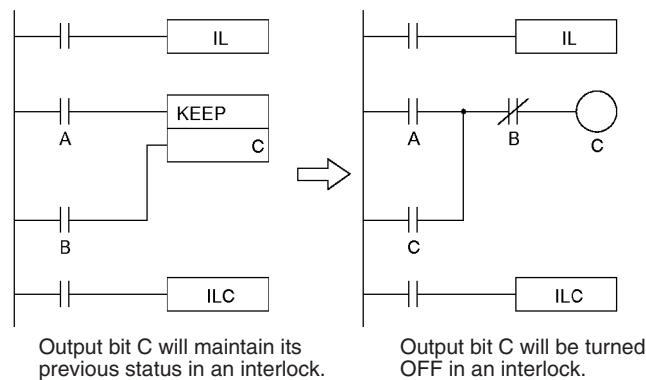 IL
A
KEEP
C
B
ILC
Output bit C will maintain its
previous status in an interlock.
IL
A
B
C
C
ILC
Output bit C will be turned
OFF in an interlock.